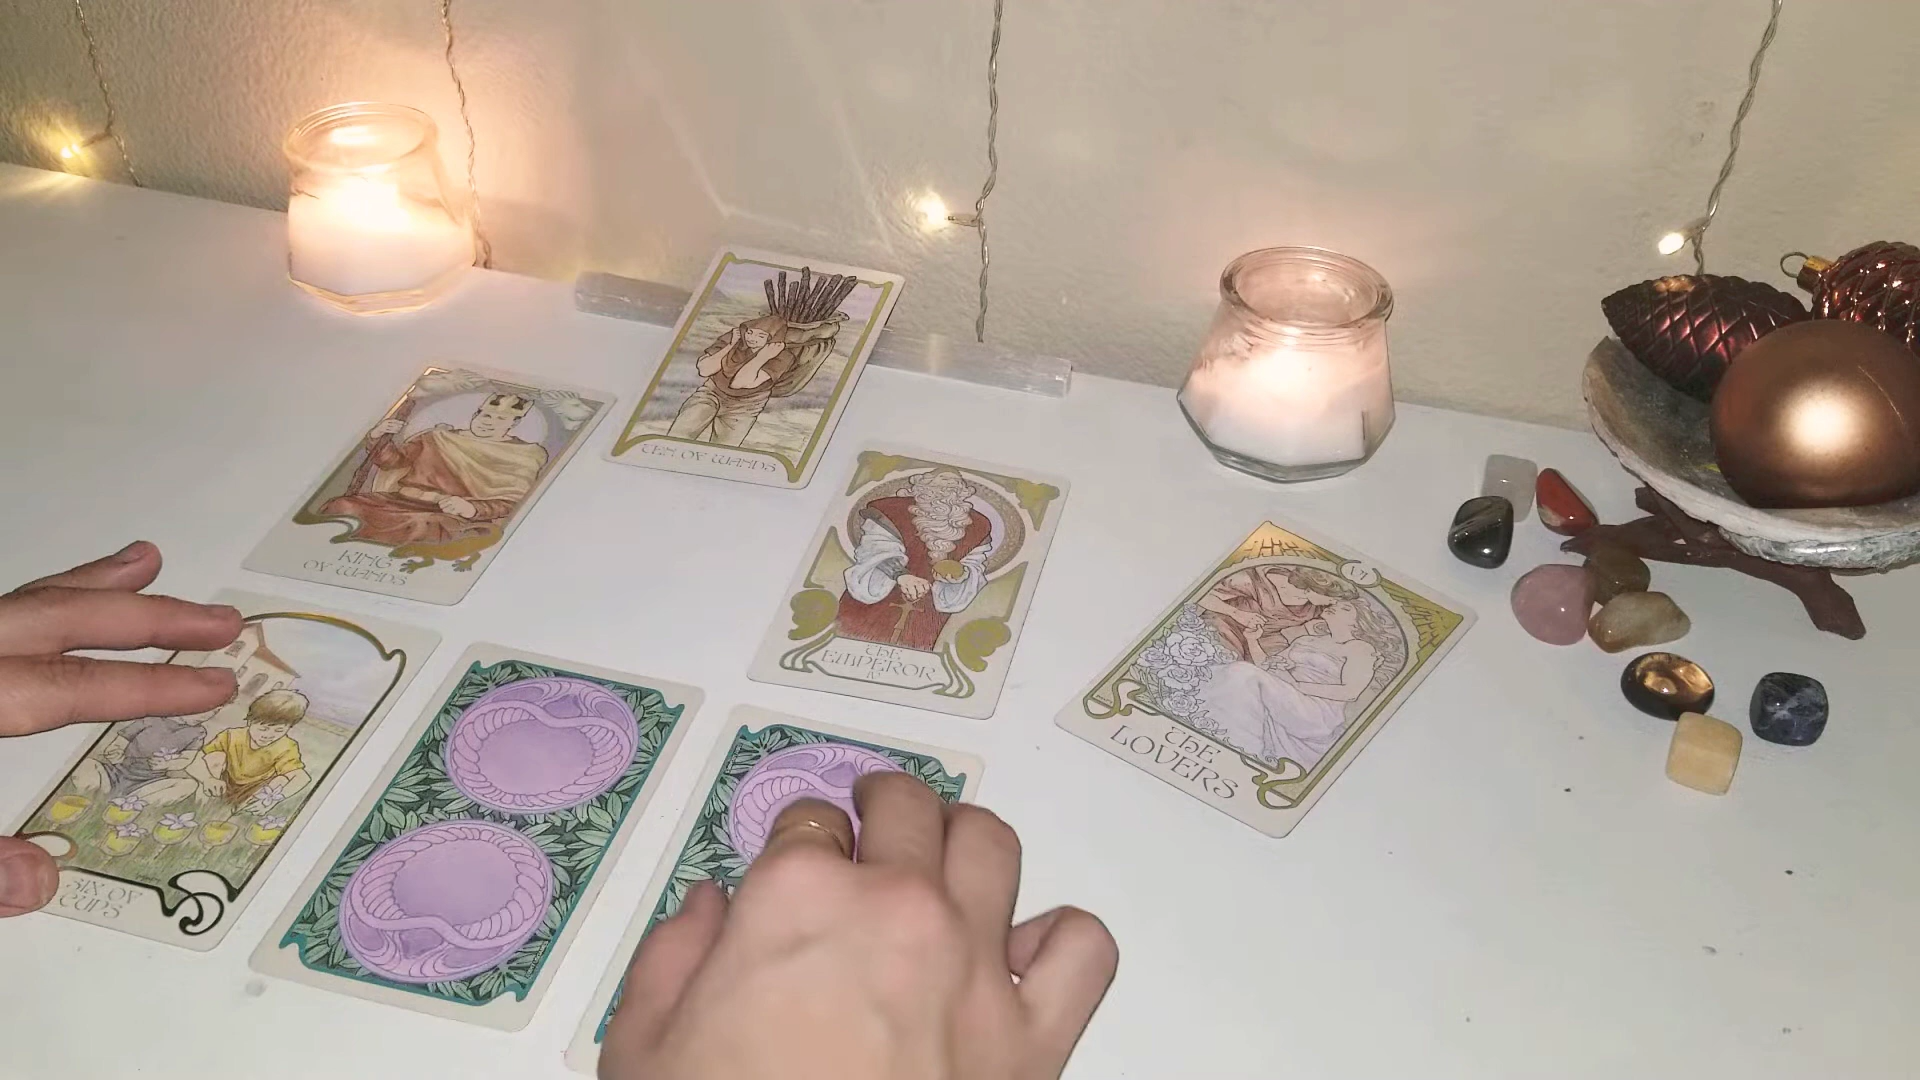 TEN OF WANDS
KING
OF WANDS
THE
EMPEROR
IV
VI
THE
LOVERS
SIX OF
CUPS